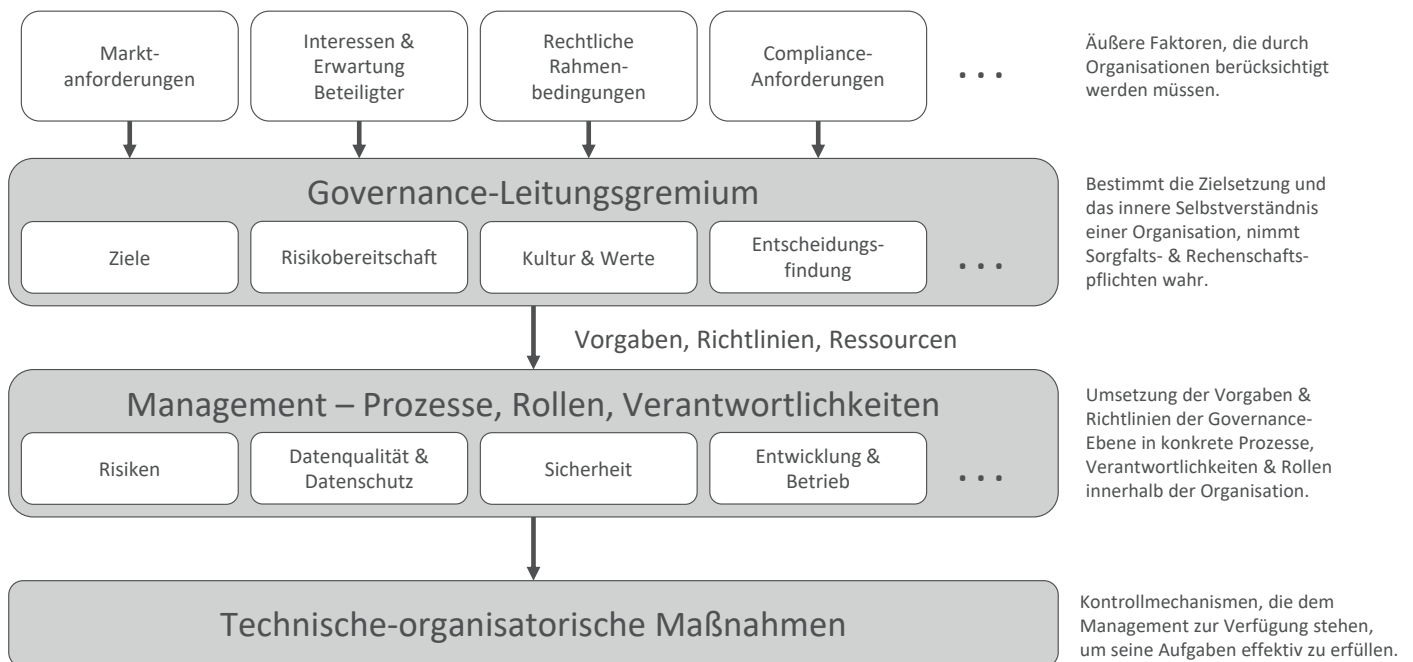 Markt-
anforderungen
Interessen &
Erwartung
Beteiligter
Rechtliche
Rahmen-
bedingungen
Compliance-
Anforderungen
...
Äußere Faktoren, die durch
Organisationen berücksichtigt
werden müssen.
Governance-Leitungsgremium
Ziele
Risikobereitschaft
Kultur & Werte
Entscheidungs-
findung
...
Bestimmt die Zielsetzung und
das innere Selbstverständnis
einer Organisation, nimmt
Sorgfalts- & Rechenschafts-
pflichten wahr.
Vorgaben, Richtlinien, Ressourcen
Management – Prozesse, Rollen, Verantwortlichkeiten
Risiken
Datenqualität &
Datenschutz
Sicherheit
Entwicklung &
Betrieb
...
Umsetzung der Vorgaben &
Richtlinien der Governance-
Ebene in konkrete Prozesse,
Verantwortlichkeiten & Rollen
innerhalb der Organisation.
Technische-organisatorische Maßnahmen
Kontrollmechanismen, die dem
Management zur Verfügung stehen,
um seine Aufgaben effektiv zu erfüllen.